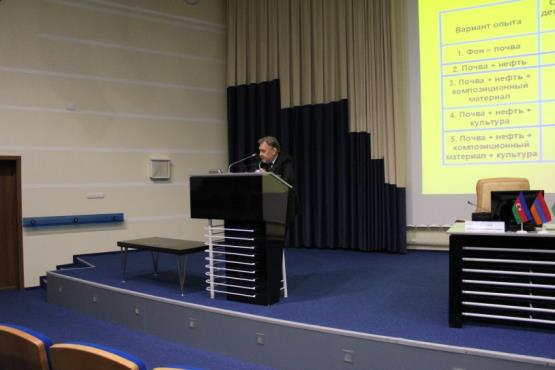 Вариант опыта
1. Фон – почва
2. Почва + нефть
3. Почва + нефть +
композиционный
материал
4. Почва + нефть +
культура
5. Почва + нефть +
композиционный
материал + культура